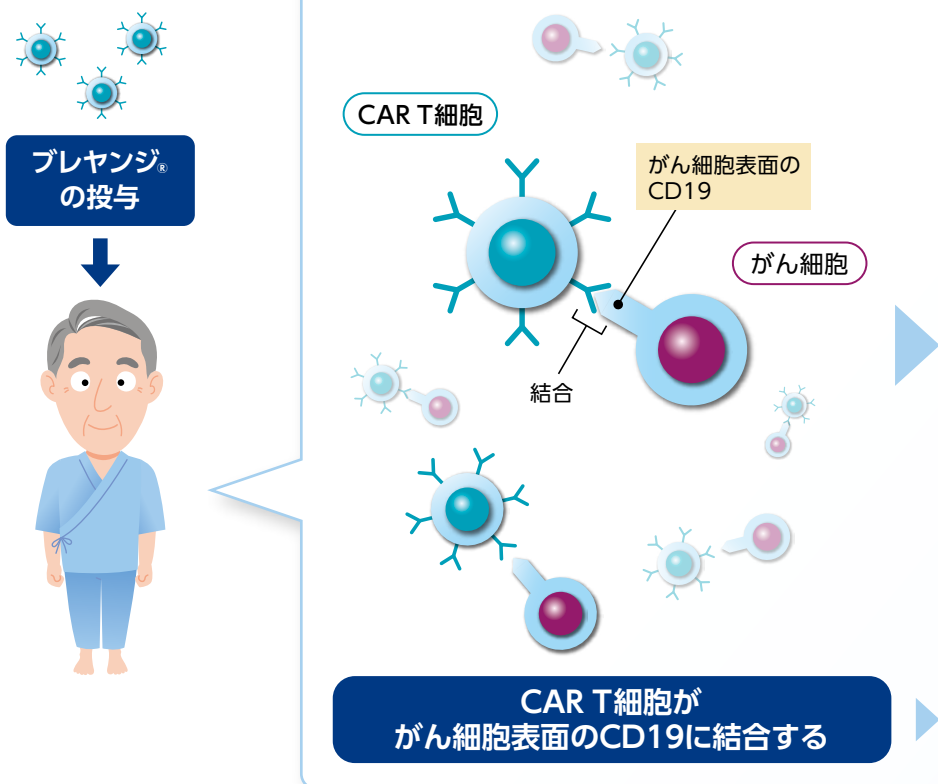 ブレヤンジ®
の投与
CAR T細胞
がん細胞表面の
CD19
がん細胞
結合
CAR T細胞が
がん細胞表面のCD19に結合する